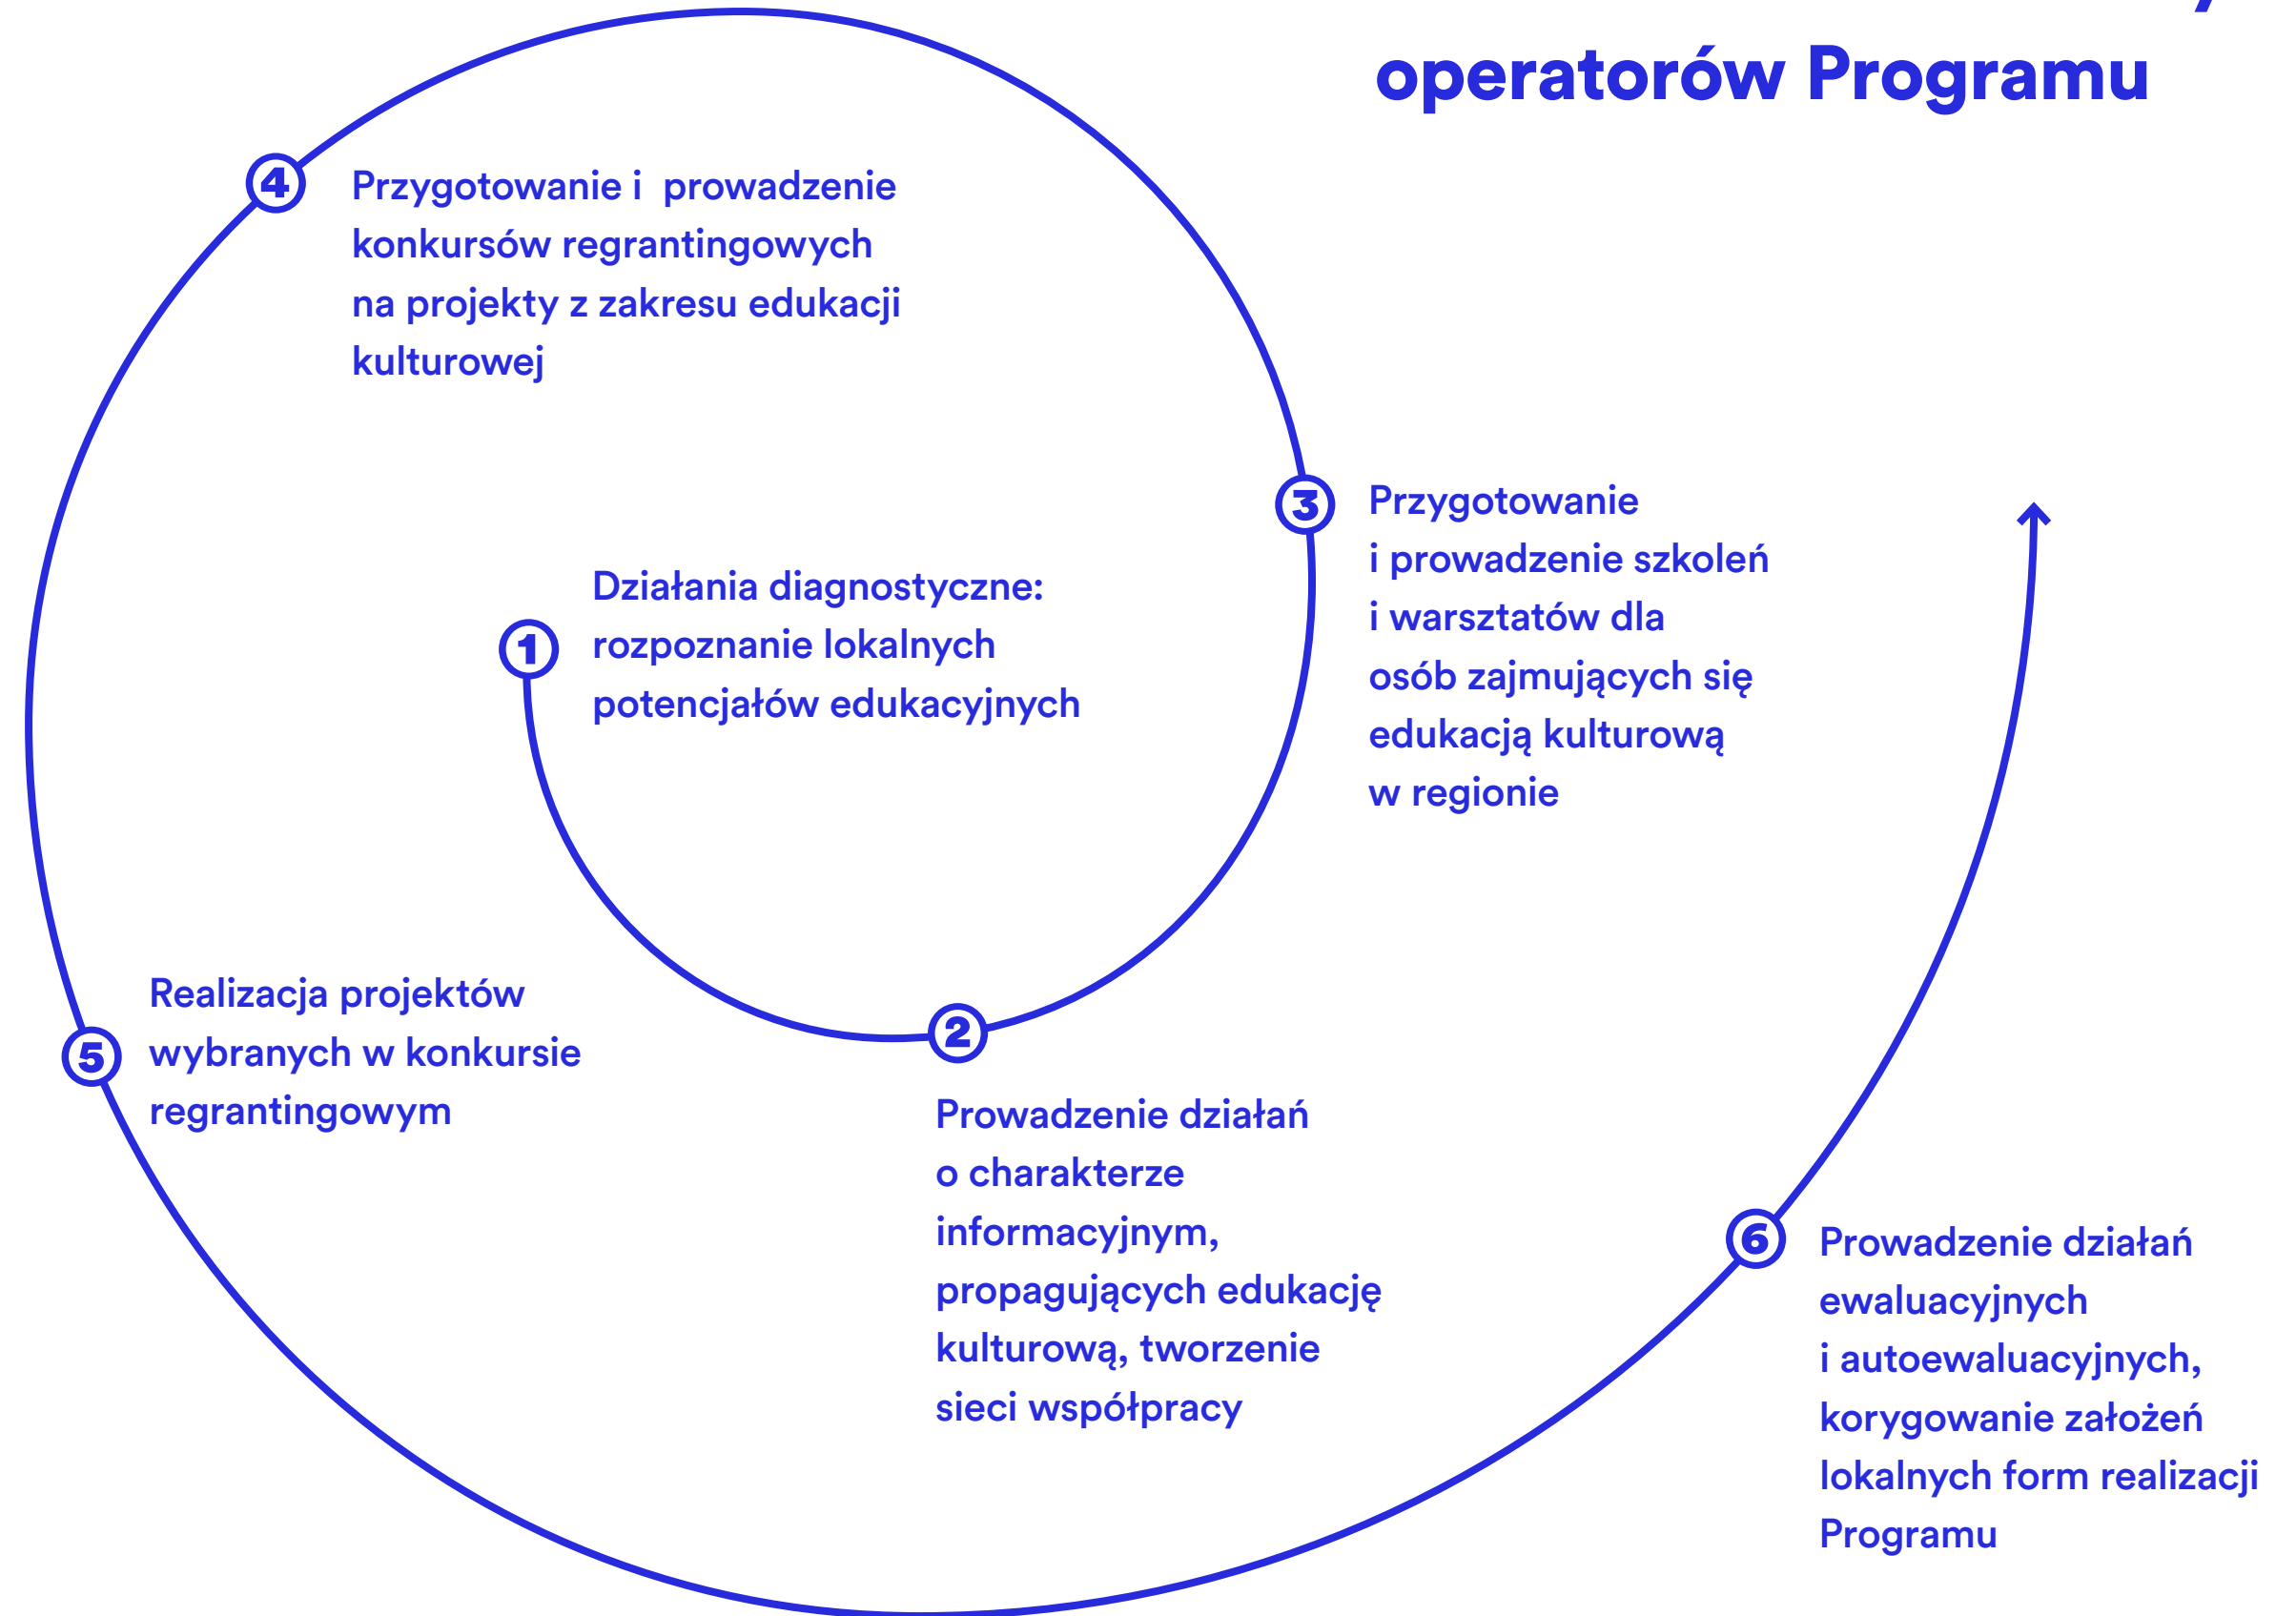 operatorów Programu
4
Przygotowanie i prowadzenie
konkursów regrantingowych
na projekty z zakresu edukacji
kulturowej
3
Przygotowanie
i prowadzenie szkoleń
i warsztatów dla
osób zajmujących się
edukacją kulturową
w regionie
1
Działania diagnostyczne:
rozpoznanie lokalnych
potencjałów edukacyjnych
5
Realizacja projektów
wybranych w konkursie
regrantingowym
2
Prowadzenie działań
o charakterze
informacyjnym,
propagujących edukację
kulturową, tworzenie
sieci współpracy
6
Prowadzenie działań
ewaluacyjnych
i autoewaluacyjnych,
korygowanie założeń
lokalnych form realizacji
Programu